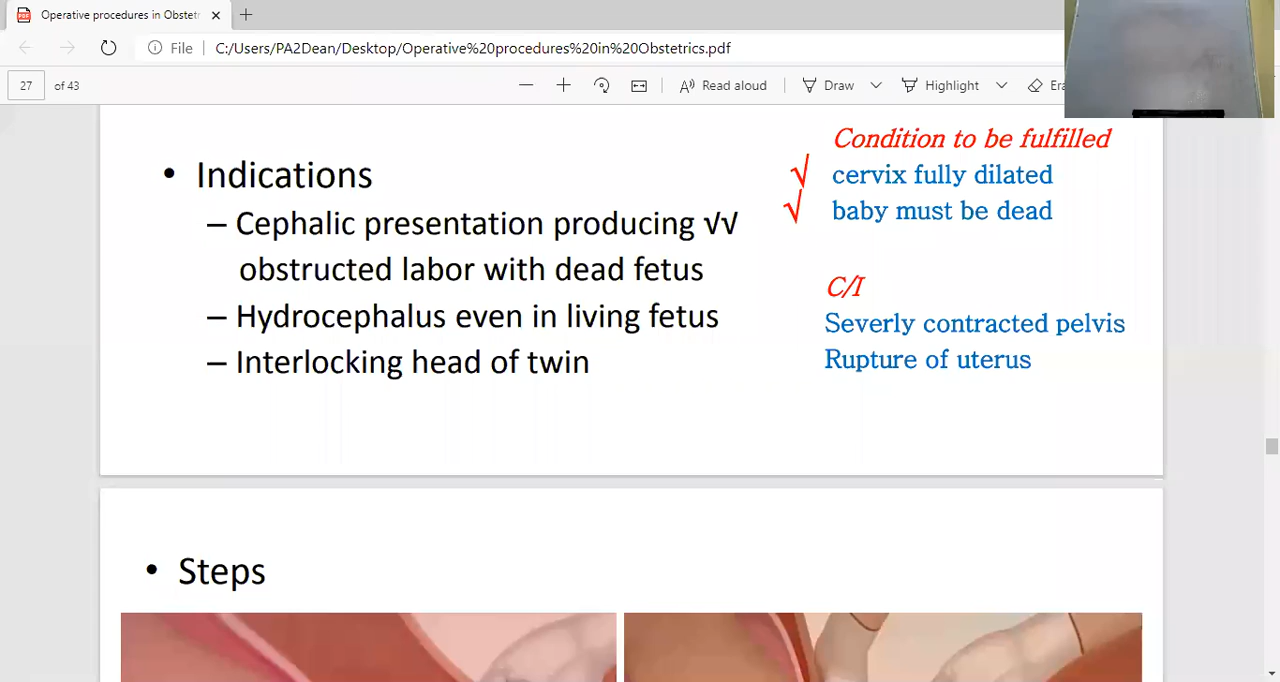 Operative procedures in Obstetr
File C:/Users/PA2Dean/Desktop/Operative%20procedures%20in%20Obstetrics.pdf
27 of 43 Read aloud Draw Highlight Era
• Indications
– Cephalic presentation producing √√
obstructed labor with dead fetus
– Hydrocephalus even in living fetus
– Interlocking head of twin
Condition to be fulfilled
√ cervix fully dilated
√ baby must be dead
C/I
Severly contracted pelvis
Rupture of uterus
• Steps